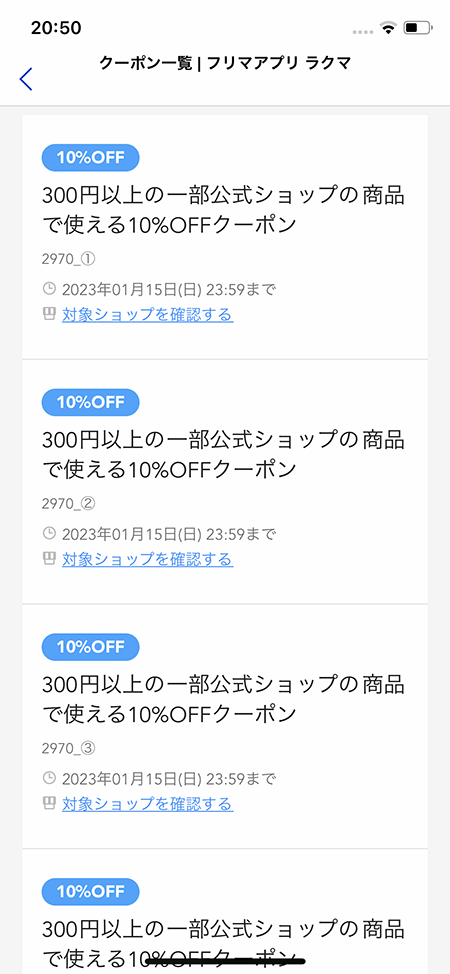 20:50
クーポン一覧 | フリマアプリ ラクマ
10%OFF
300円以上の一部公式ショップの商品
で使える10%OFFクーポン
2970_①
2023年01月15日(日) 23:59まで
対象ショップを確認する
10%OFF
300円以上の一部公式ショップの商品
で使える10%OFFクーポン
2970_②
2023年01月15日(日) 23:59まで
対象ショップを確認する
10%OFF
300円以上の一部公式ショップの商品
で使える10%OFFクーポン
2970_③
2023年01月15日(日) 23:59まで
対象ショップを確認する
10%OFF
300円以上の一部公式ショップの商品
で使える10%OFFクーポン